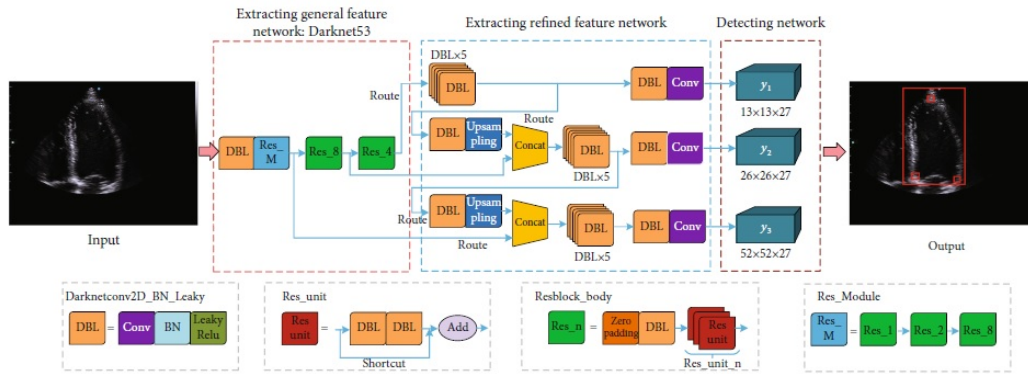 Extracting general feature
network: Darknet53
Extracting refined feature network
Detecting network
DBL×5
DBL
DBL
Conv
y1
13×13×27
Route
Route
DBL
Upsam
pling
Concat
DBL
DBL×5
DBL
Conv
y2
26×26×27
DBL
Res_
M
Res_8
Res_4
Route
DBL
Upsam
pling
Route
Concat
DBL
DBL×5
DBL
Conv
y3
52×52×27
Input
Output
Darknetconv2D_BN_Leaky
DBL
=
Conv
BN
Leaky
Relu
Res_unit
Res
unit
=
DBL
DBL
Add
Shortcut
Resblock_body
Res_n
=
Zero
padding
DBL
Res
unit
Res_unit_n
Res_Module
Res_
M
=
Res_1
Res_2
Res_8